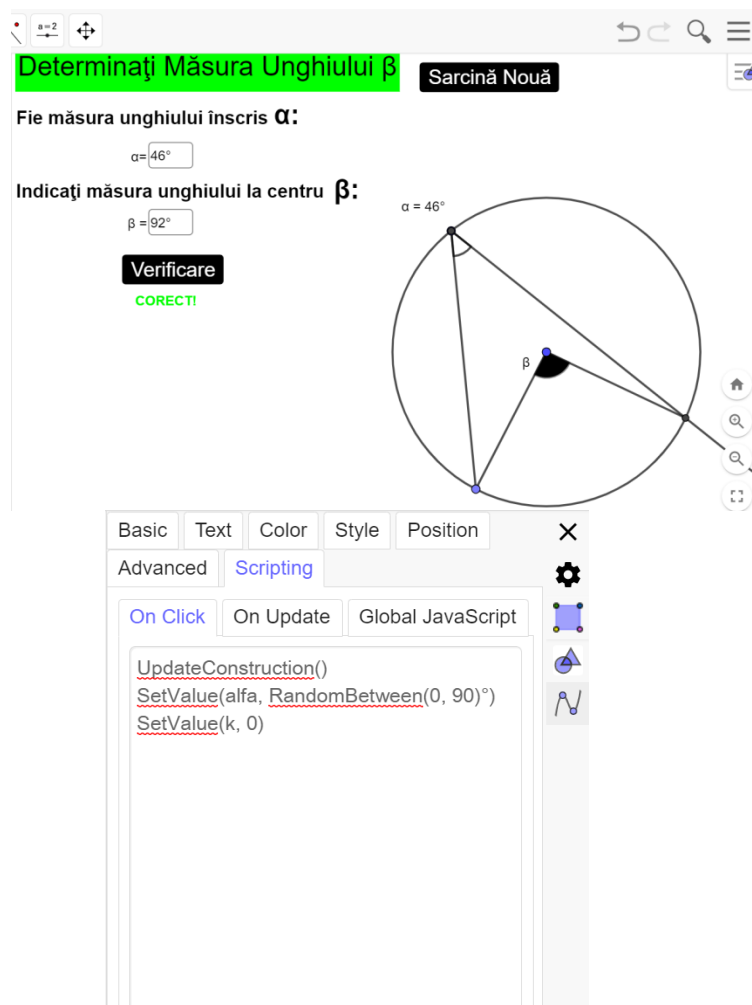 a=2
Determinaţi Măsura Unghiului β
Sarcină Nouă
Fie măsura unghiului înscris α:
α= 46°
Indicaţi măsura unghiului la centru β:
β = 92°
Verificare
CORECT!
α = 46°
β
Basic Text Color Style Position
Advanced Scripting
On Click On Update Global JavaScript
UpdateConstruction()
SetValue(alfa, RandomBetween(0, 90)°)
SetValue(k, 0)